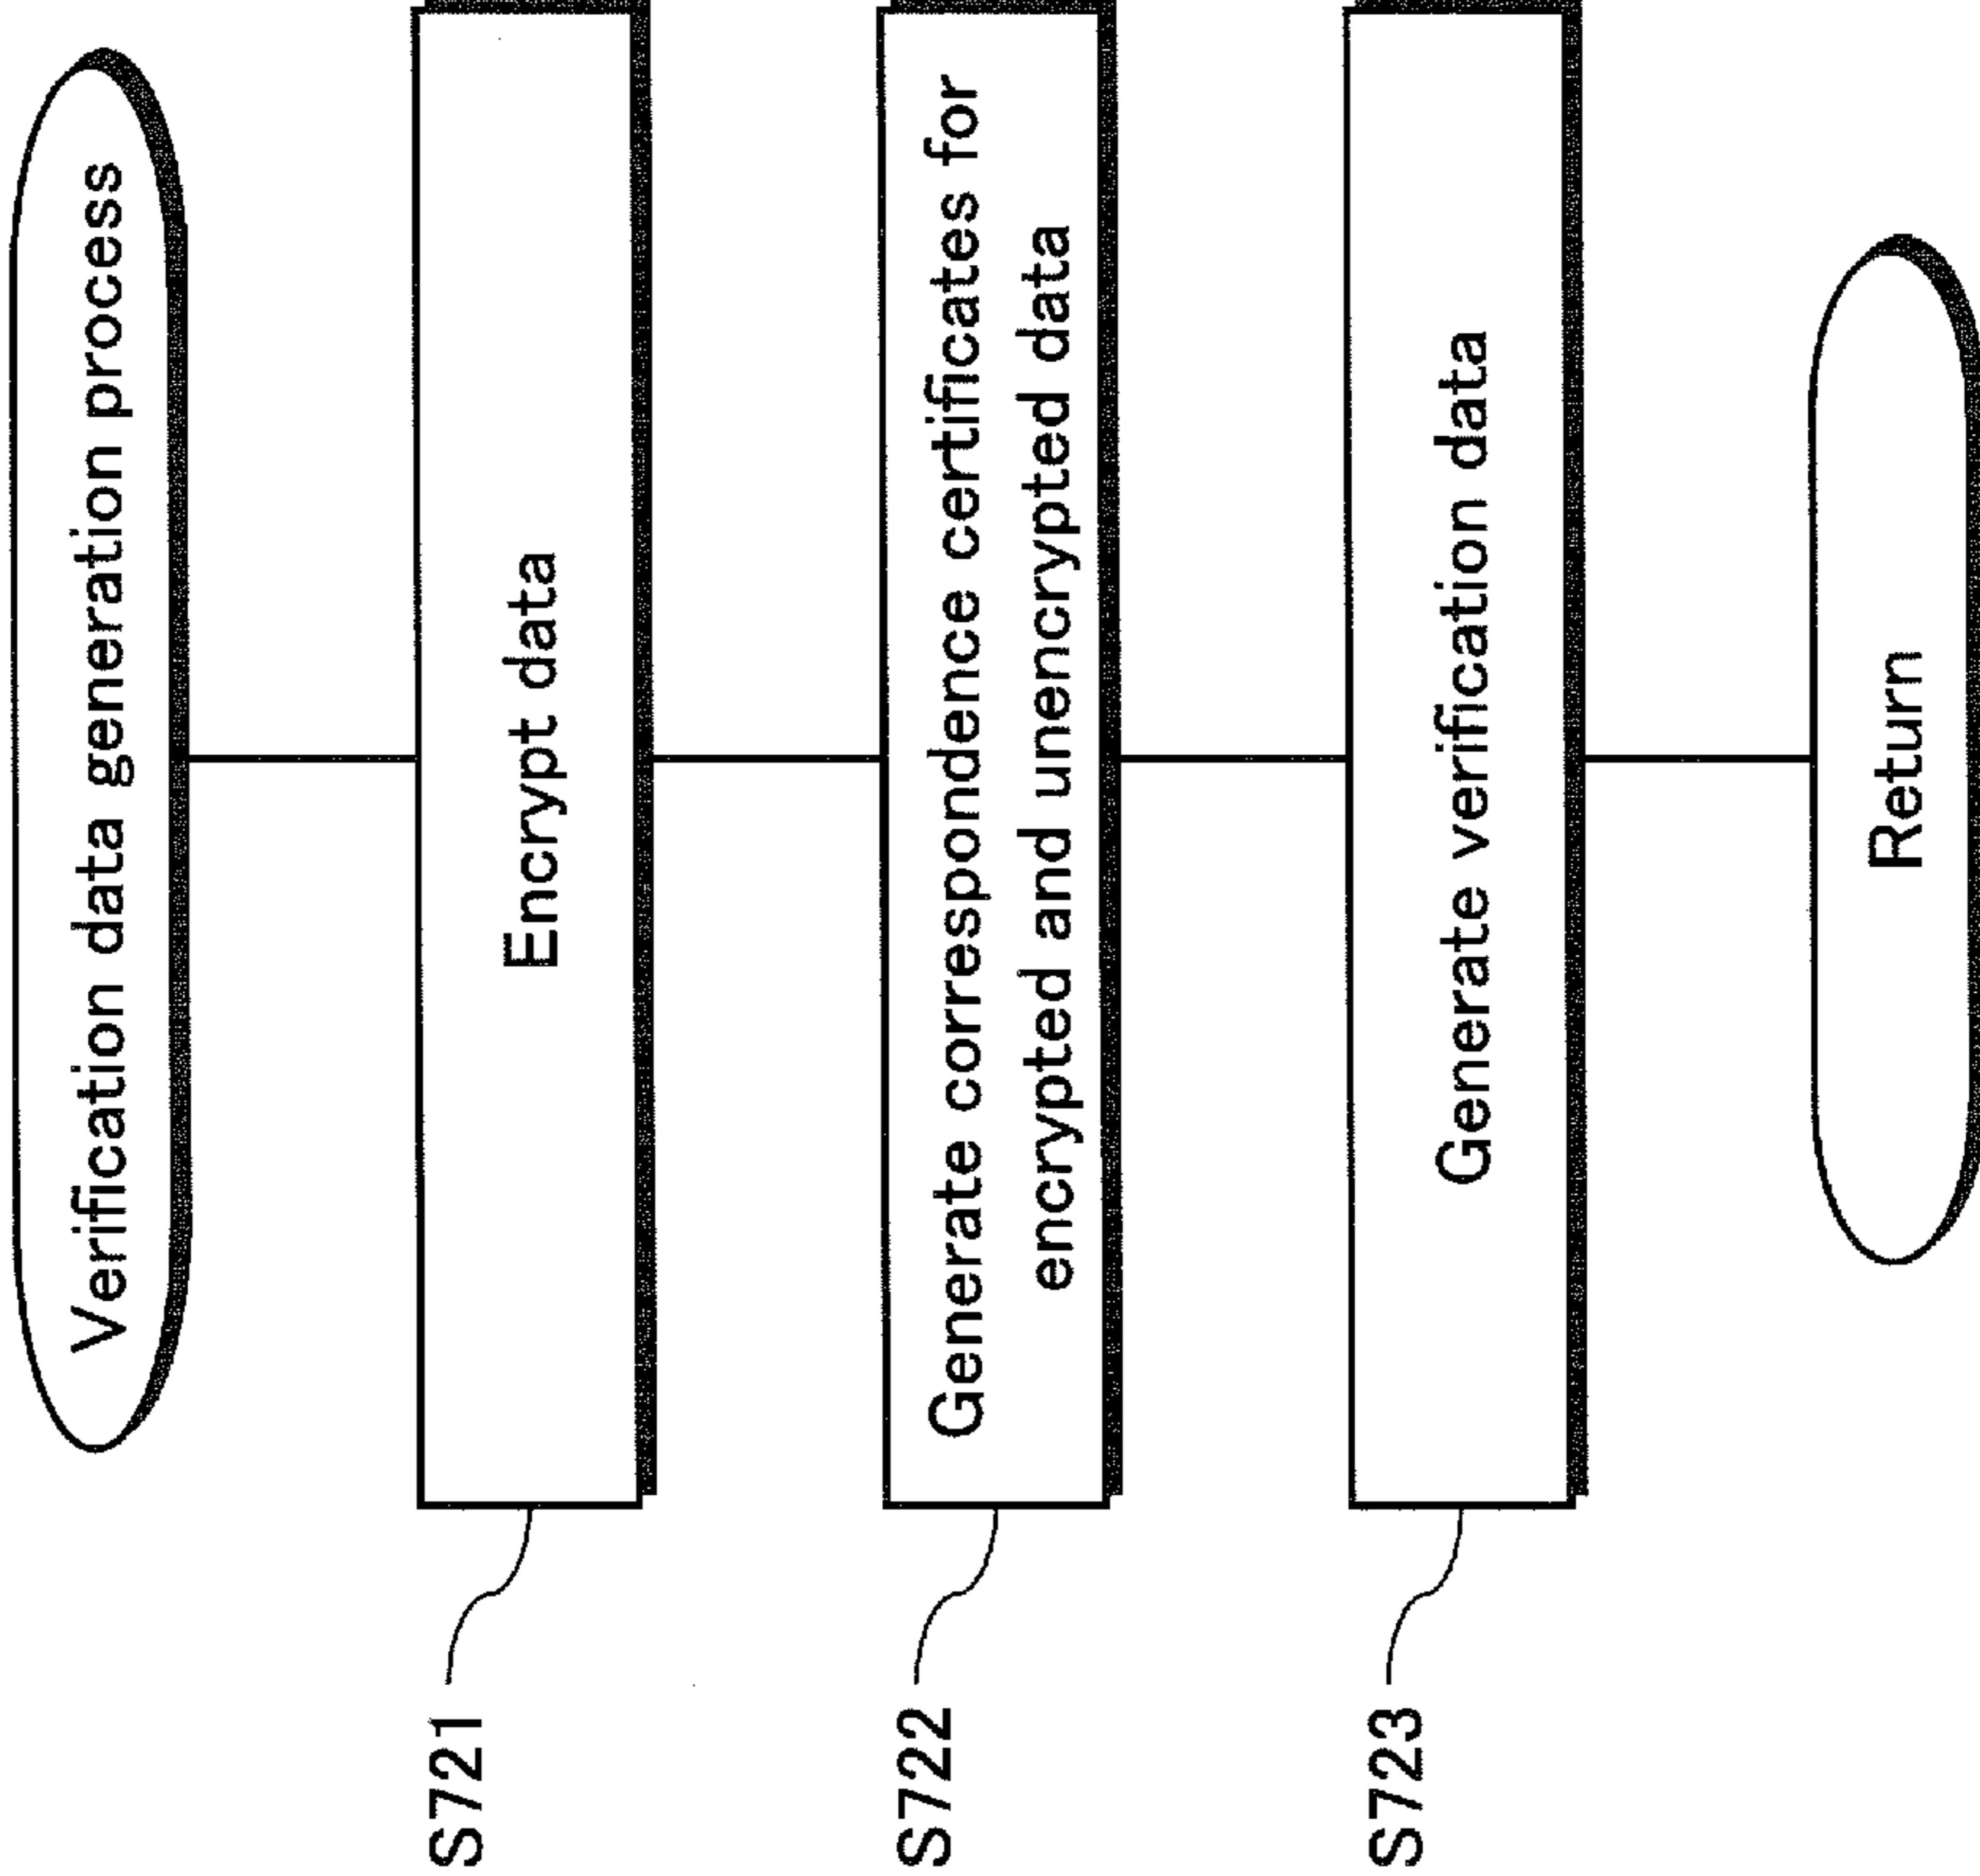 Verification data generation process
S721
Encrypt data
S722
Generate correspondence certificates for
encrypted and unencrypted data
S723
Generate verification data
Return